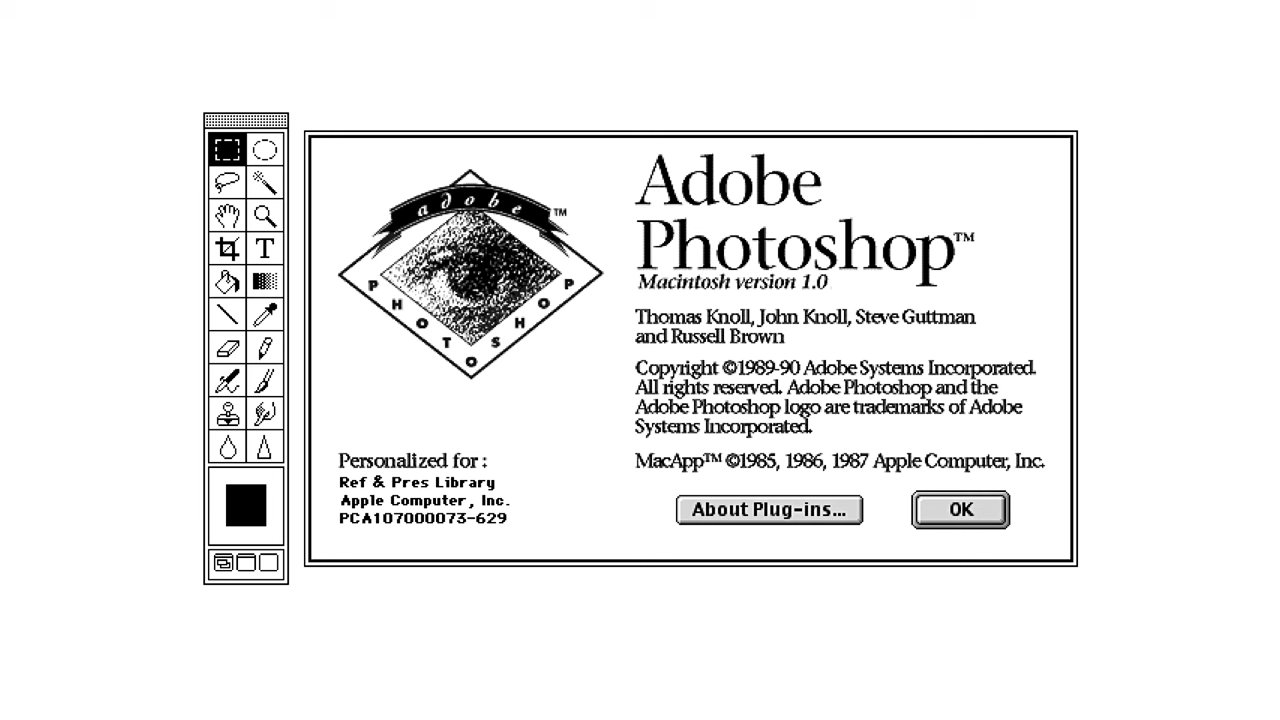 adobe ™
PHOTOSHOP
Adobe
Photoshop™
Macintosh version 1.0
Thomas Knoll, John Knoll, Steve Guttman
and Russell Brown
Copyright ©1989-90 Adobe Systems Incorporated.
All rights reserved. Adobe Photoshop and the
Adobe Photoshop logo are trademarks of Adobe
Systems Incorporated.
MacApp™ ©1985, 1986, 1987 Apple Computer, Inc.
Personalized for :
Ref & Pres Library
Apple Computer, Inc.
PCA107000073-629
About Plug-ins...
OK
T